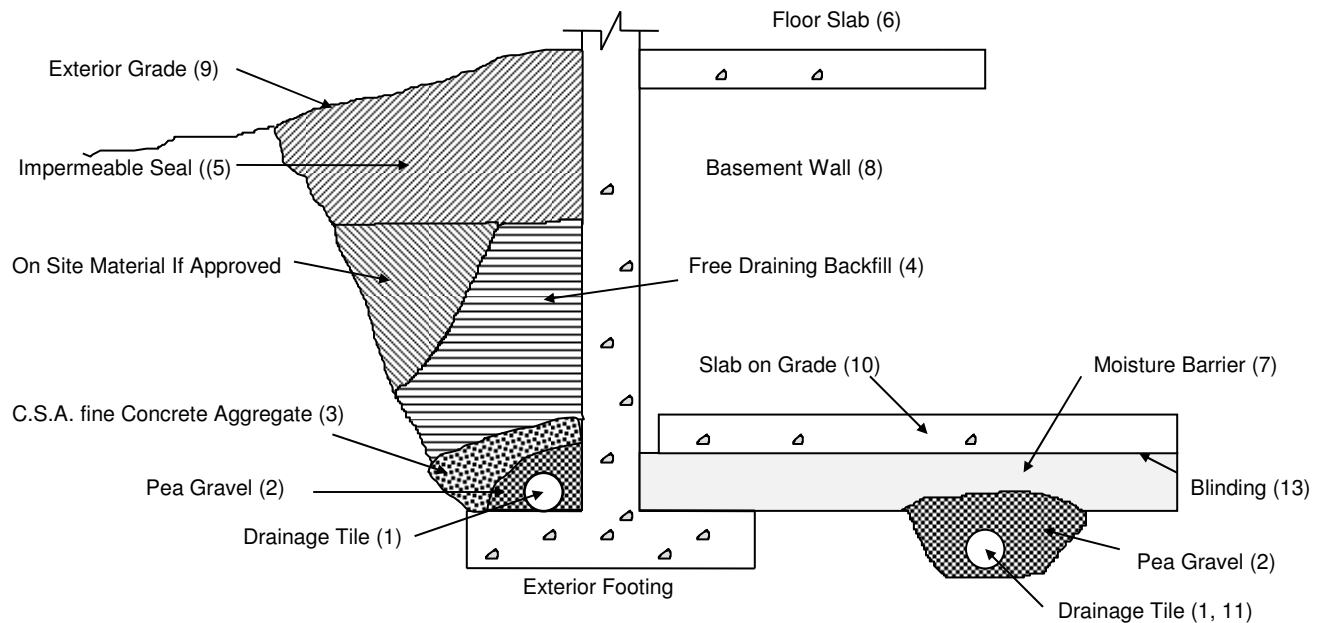 Floor Slab (6)
Exterior Grade (9)
Impermeable Seal ((5)
Basement Wall (8)
On Site Material If Approved
Free Draining Backfill (4)
Slab on Grade (10)
Moisture Barrier (7)
C.S.A. fine Concrete Aggregate (3)
Pea Gravel (2)
Blinding (13)
Drainage Tile (1)
Pea Gravel (2)
Exterior Footing
Drainage Tile (1, 11)